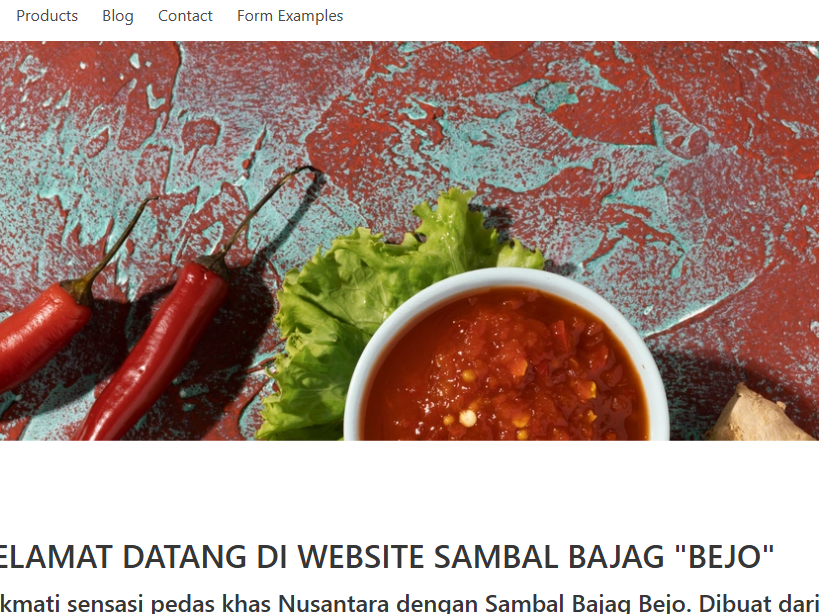 Products Blog Contact Form Examples
ELAMAT DATANG DI WEBSITE SAMBAL BAJAG "BEJO"
kmati sensasi pedas khas Nusantara dengan Sambal Bajag Bejo. Dibuat dari